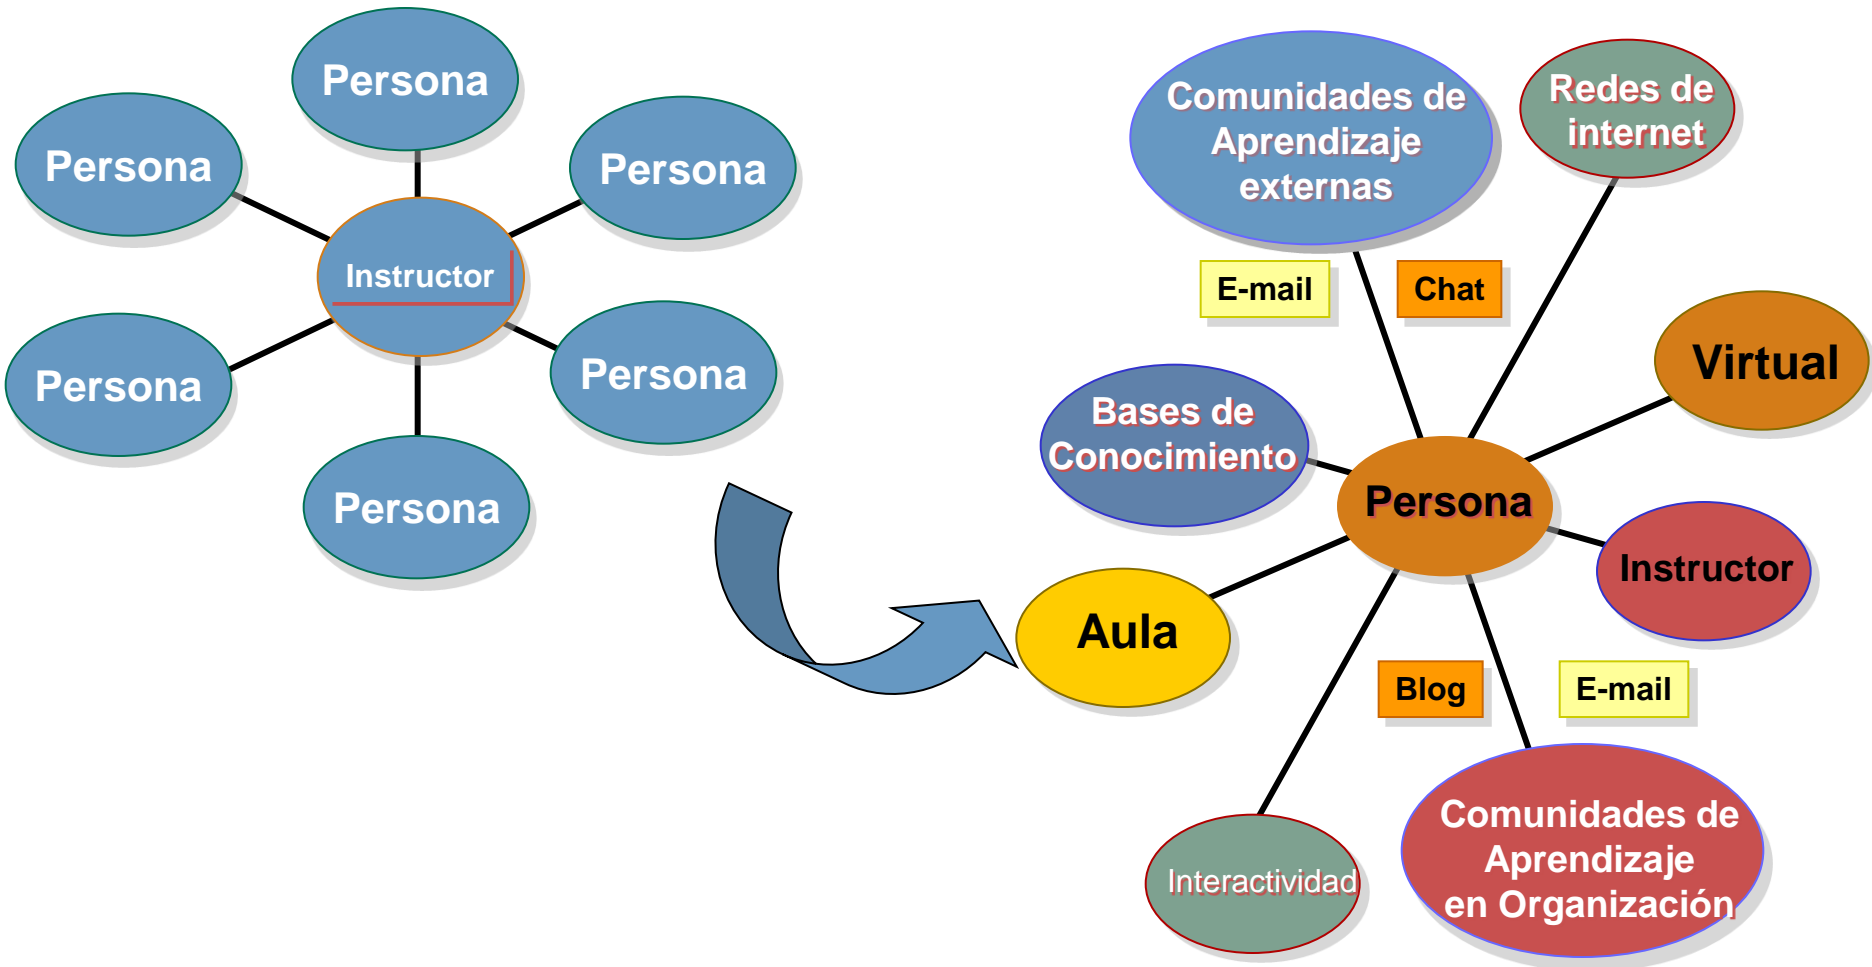 Persona
Persona
Persona
Instructor
Persona
Persona
Persona
Comunidades de
Aprendizaje
externas
Redes de
internet
E-mail
Chat
Virtual
Bases de
Conocimiento
Persona
Instructor
Aula
Blog
E-mail
Interactividad
Comunidades de
Aprendizaje
en Organización